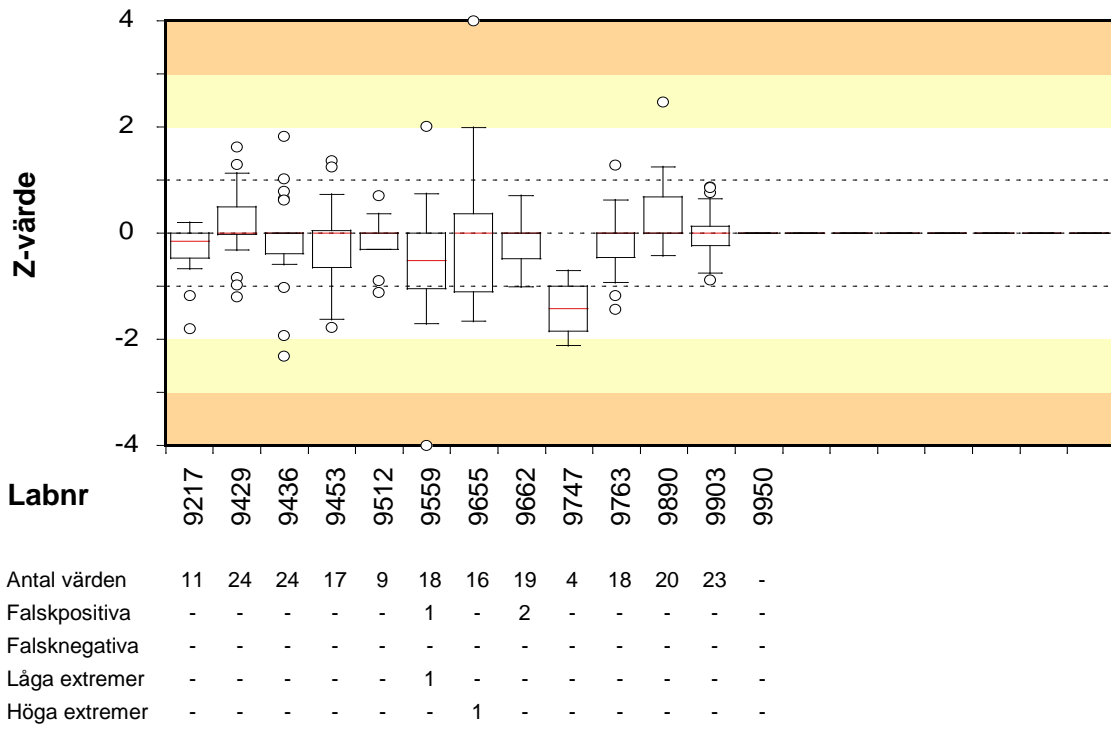 4
2
0
-2
-4
Z-värde
Labnr 9217 9429 9436 9453 9512 9559 9655 9662 9747 9763 9890 9903 9950
Antal värden 11 24 24 17 9 18 16 19 4 18 20 23 -
Falskpositiva - - - - - 1 - 2 - - - - -
Falsknegativa - - - - - - - - - - - - -
Låga extremer - - - - - 1 - - - - - - -
Höga extremer - - - - - - 1 - - - - - -